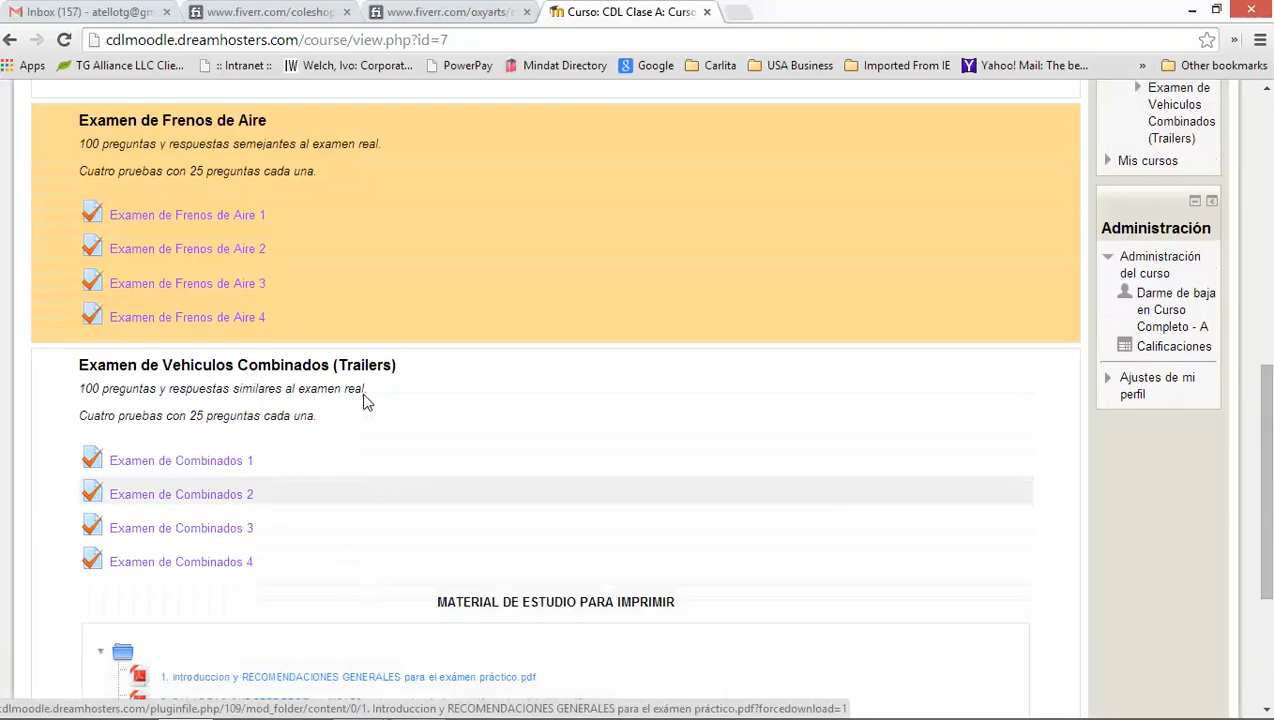 Inbox (157) - atellotg@gm
www.fiverr.com/coleshop
www.fiverr.com/oxyarts/c
Curso: CDL Clase A: Curso
cdlmoodle.dreamhosters.com/course/view.php?id=7
Apps
TG Alliance LLC Clie...
:: Intranet ::
Welch, Ivo: Corporat...
PowerPay
Mindat Directory
Google
Carlita
USA Business
Imported From IE
Yahoo! Mail: The be...
»
Other bookmarks
Examen de Frenos de Aire
100 preguntas y respuestas semejantes al examen real.
Cuatro pruebas con 25 preguntas cada una.
Examen de Frenos de Aire 1
Examen de Frenos de Aire 2
Examen de Frenos de Aire 3
Examen de Frenos de Aire 4
Examen de Vehiculos Combinados (Trailers)
100 preguntas y respuestas similares al examen real.
Cuatro pruebas con 25 preguntas cada una.
Examen de Combinados 1
Examen de Combinados 2
Examen de Combinados 3
Examen de Combinados 4
MATERIAL DE ESTUDIO PARA IMPRIMIR
1. introduccion y RECOMENDACIONES GENERALES para el exámen práctico.pdf
Examen de
Vehiculos
Combinados
(Trailers)
Mis cursos
Administración
Administración
del curso
Darme de baja
en Curso
Completo - A
Calificaciones
Ajustes de mi
perfil
cdlmoodle.dreamhosters.com/pluginfile.php/109/mod_folder/content/0/1. Introduccion y RECOMENDACIONES GENERALES para el exámen práctico.pdf?forcedownload=1